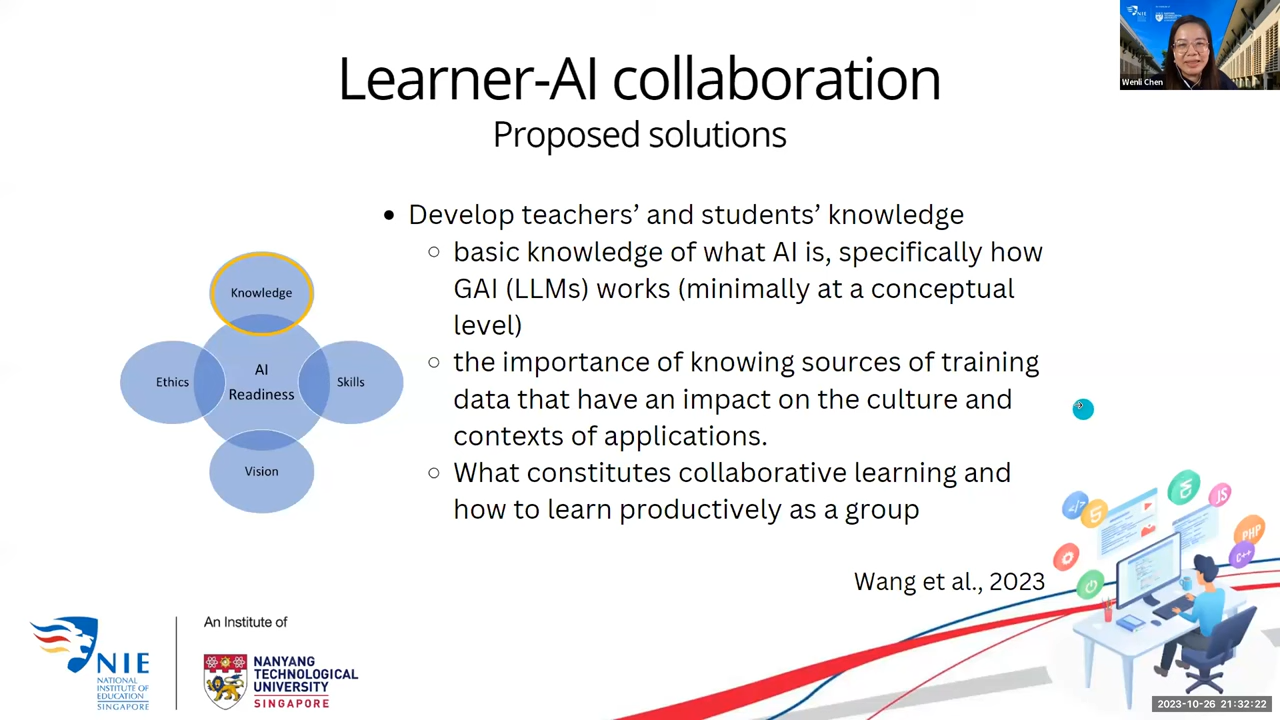 Learner-AI collaboration
Proposed solutions
Wenli Chen
• Develop teachers’ and students’ knowledge
○ basic knowledge of what AI is, specifically how
GAI (LLMs) works (minimally at a conceptual
level)
○ the importance of knowing sources of training
data that have an impact on the culture and
contexts of applications.
○ What constitutes collaborative learning and
how to learn productively as a group
Knowledge
Ethics
AI
Readiness
Skills
Vision
Wang et al., 2023
</>
5
JS
PHP
C++
NIE
NATIONAL
INSTITUTE OF
EDUCATION
SINGAPORE
An Institute of
NANYANG
TECHNOLOGICAL
UNIVERSITY
SINGAPORE
NIE
2023-10-26 21:32:22